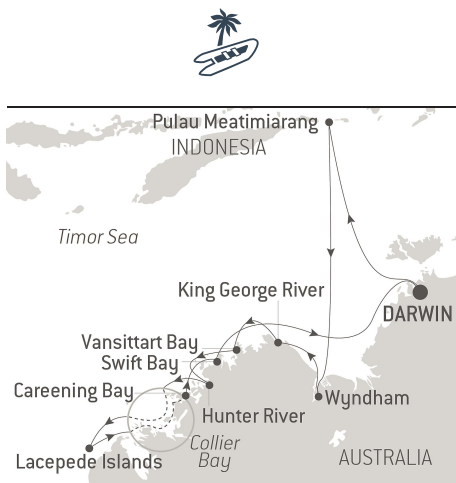 Pulau Meatimiarang
INDONESIA
Timor Sea
King George River
DARWIN
Vansittart Bay
Swift Bay
Careening Bay
Wyndham
Hunter River
Collier
Bay
Lacepede Islands
AUSTRALIA